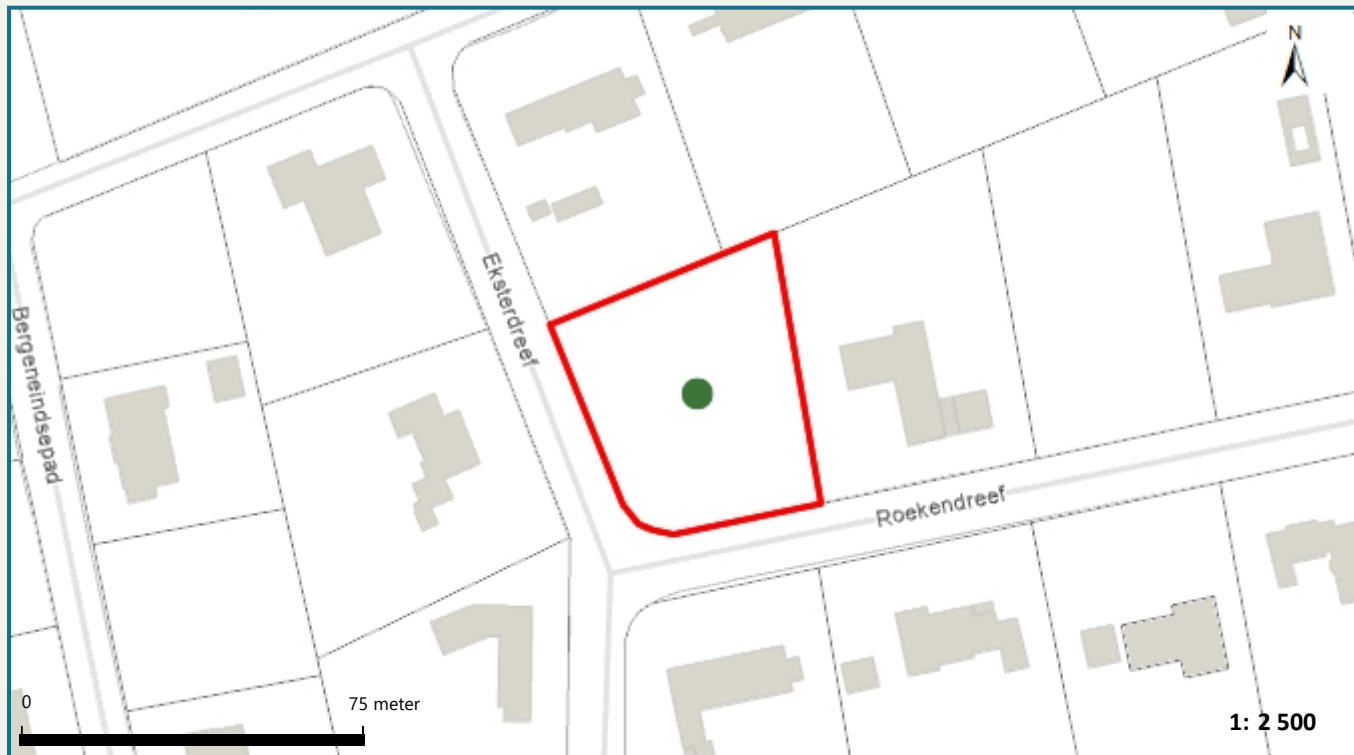 N
Eksterdreef
Bergeneindsepad
Roekendreef
0
75 meter
1: 2 500